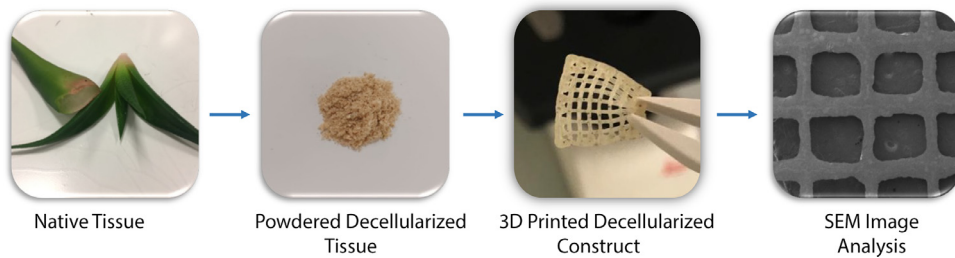 Native Tissue
Powdered Decellularized
Tissue
3D Printed Decellularized
Construct
SEM Image
Analysis